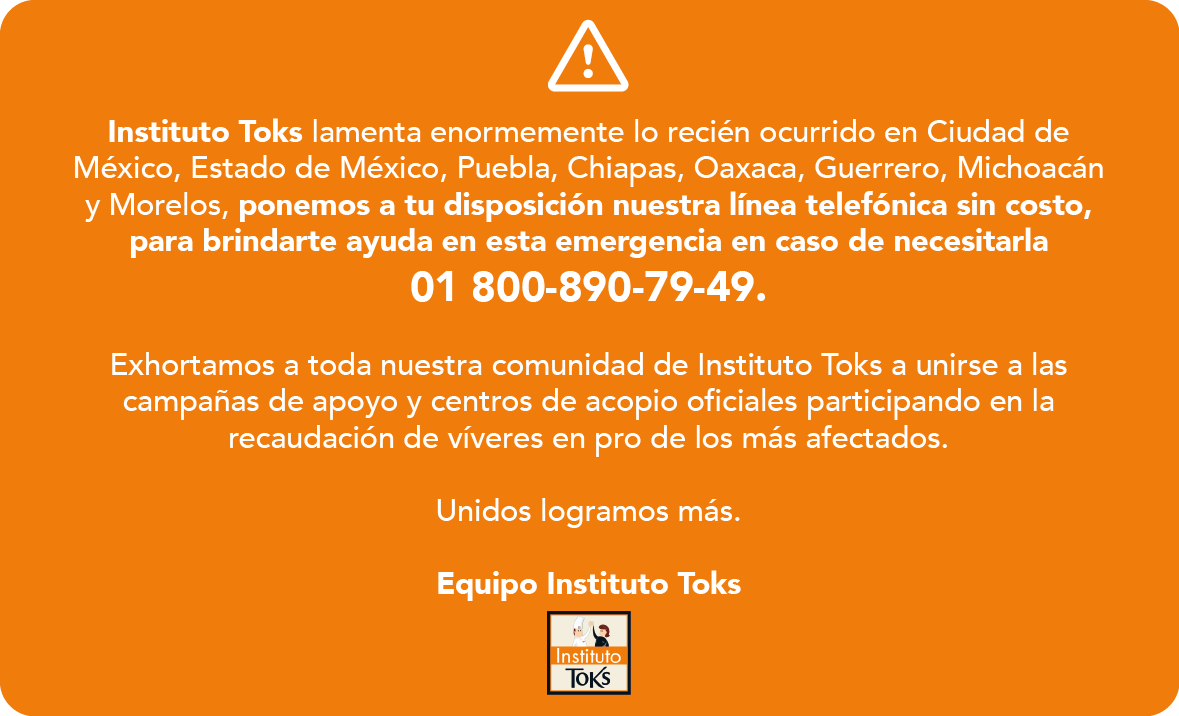 Instituto Toks lamenta enormemente lo recién ocurrido en Ciudad de
México, Estado de México, Puebla, Chiapas, Oaxaca, Guerrero, Michoacán
y Morelos, ponemos a tu disposición nuestra línea telefónica sin costo,
para brindarte ayuda en esta emergencia en caso de necesitarla
01 800-890-79-49.
Exhortamos a toda nuestra comunidad de Instituto Toks a unirse a las
campañas de apoyo y centros de acopio oficiales participando en la
recaudación de víveres en pro de los más afectados.
Unidos logramos más.
Equipo Instituto Toks
Instituto
TOKS